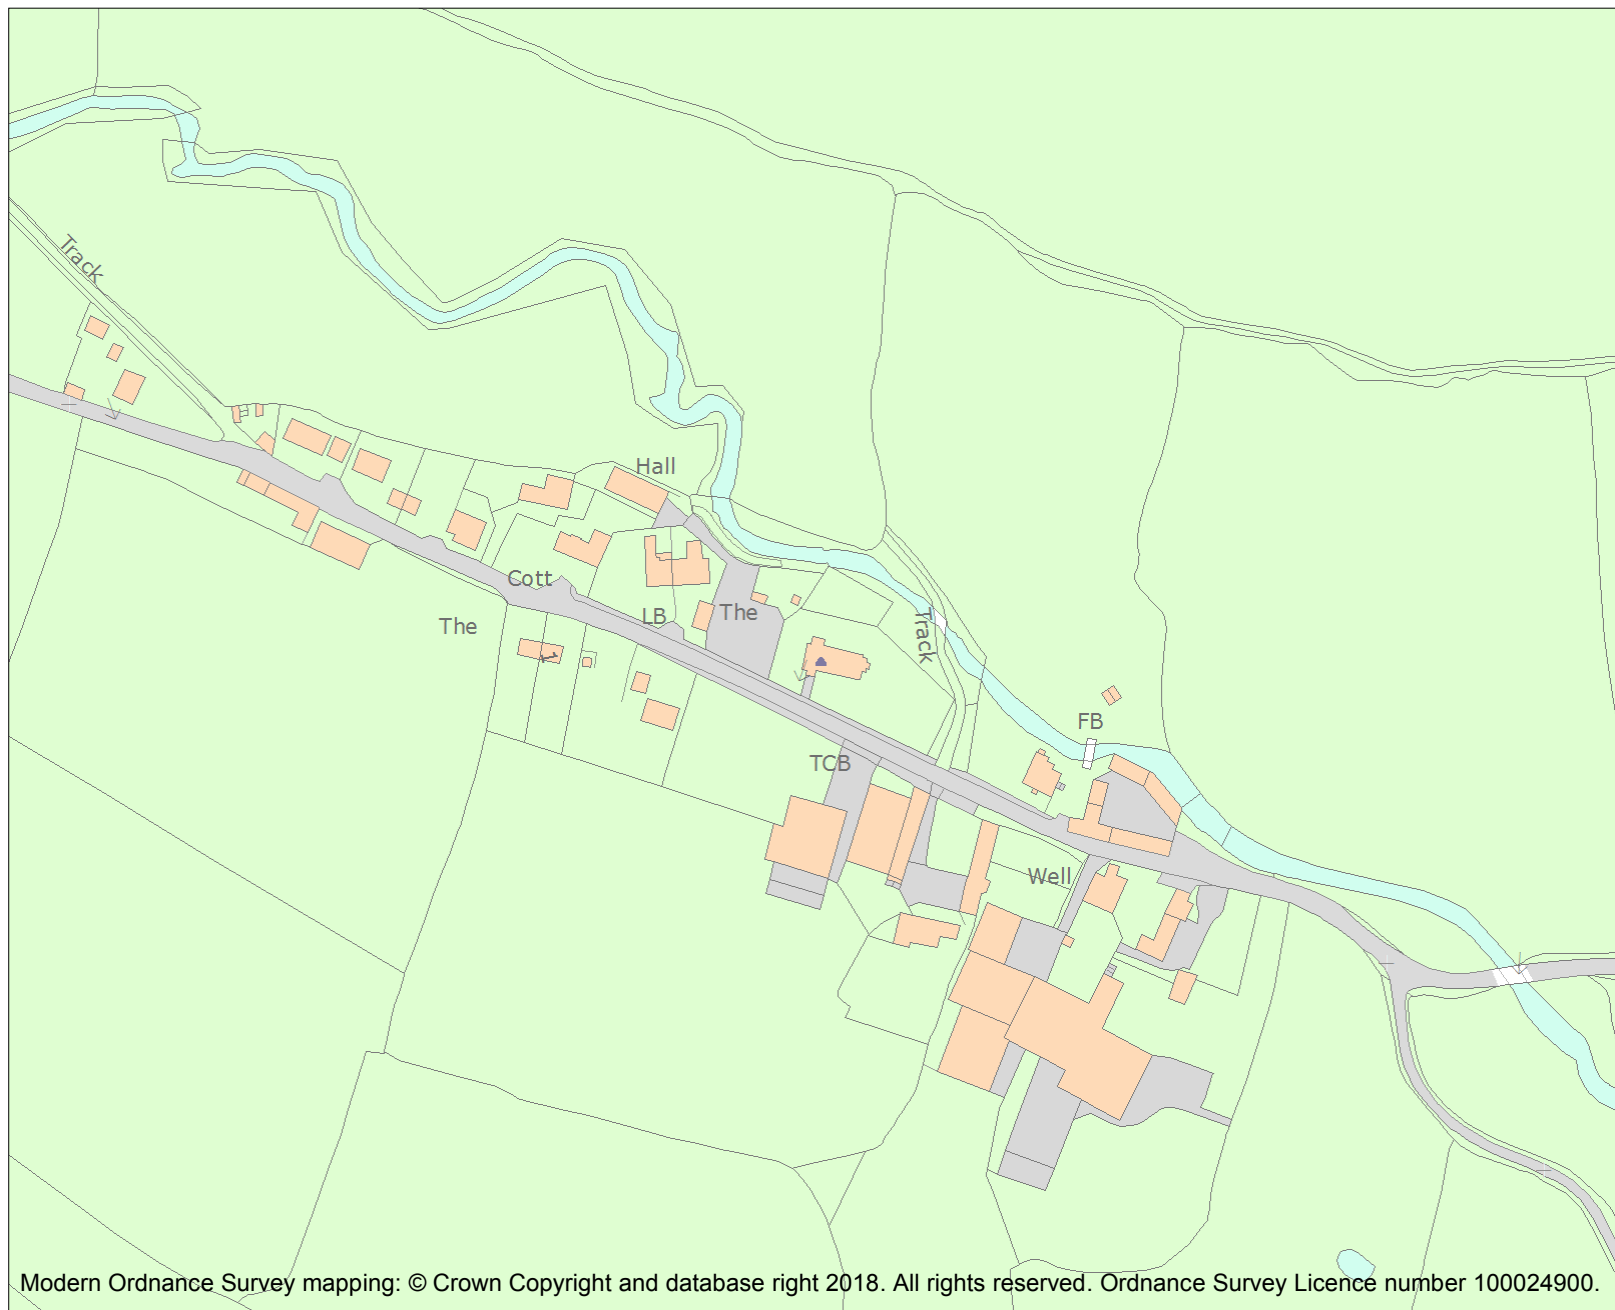 Track
Hall
Cott
LB
The
The
1
Track
FB
TCB
Well
Modern Ordnance Survey mapping: © Crown Copyright and database right 2018. All rights reserved. Ordnance Survey Licence number 100024900.